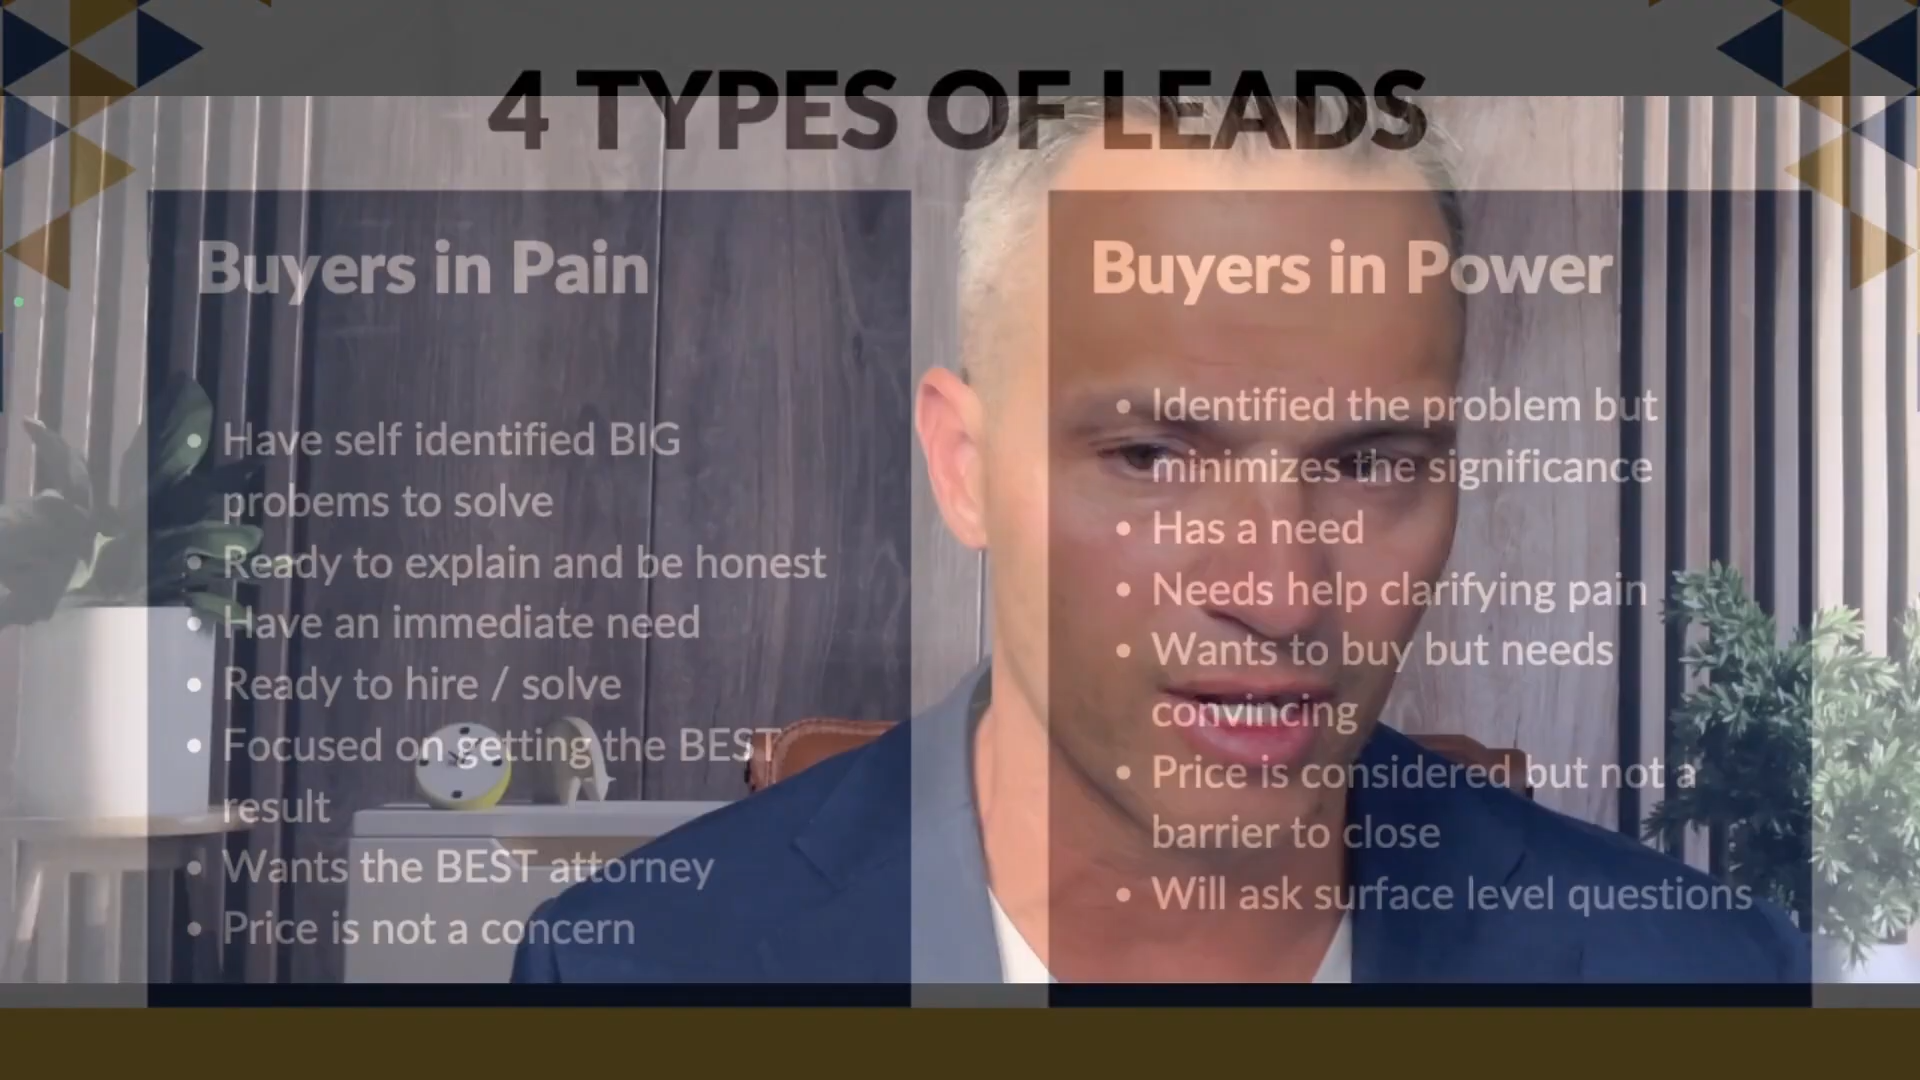 4 TYPES OF LEADS
Buyers in Pain
• Have self identified BIG
probems to solve
• Ready to explain and be honest
• Have an immediate need
• Ready to hire / solve
• Focused on getting the BEST
result
• Wants the BEST attorney
• Price is not a concern
Buyers in Power
• Identified the problem but
minimizes the significance
• Has a need
• Needs help clarifying pain
• Wants to buy but needs
convincing
• Price is considered but not a
barrier to close
• Will ask surface level questions